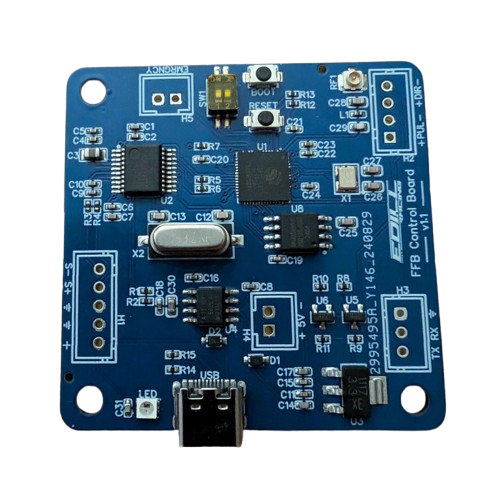 EMRGNCY
H5
SW1
BOOT
RESET
R13
R12
C21
RF1
C28
L1
C29
+PUL- +DIR-
H2
C5
C4
C3
C1
C2
U2
R7
C20
R5
R6
U1
C22
C23
C24
C27
X1
C26
C10
C9
R3
R4
C6
C7
C13
C12
X2
U8
C25
C19
FFB Control Board
v1.1
S- S+ +
H1
R1
R2
C18
C30
C16
U4
D2
C8
H4
+ 5V -
R10
R8
U6
U5
R11
R9
H3
TX RX
2995495A_Y146_240829
D1
R15
R14
USB
LED
C31
C17
C15
C11
C14
U3